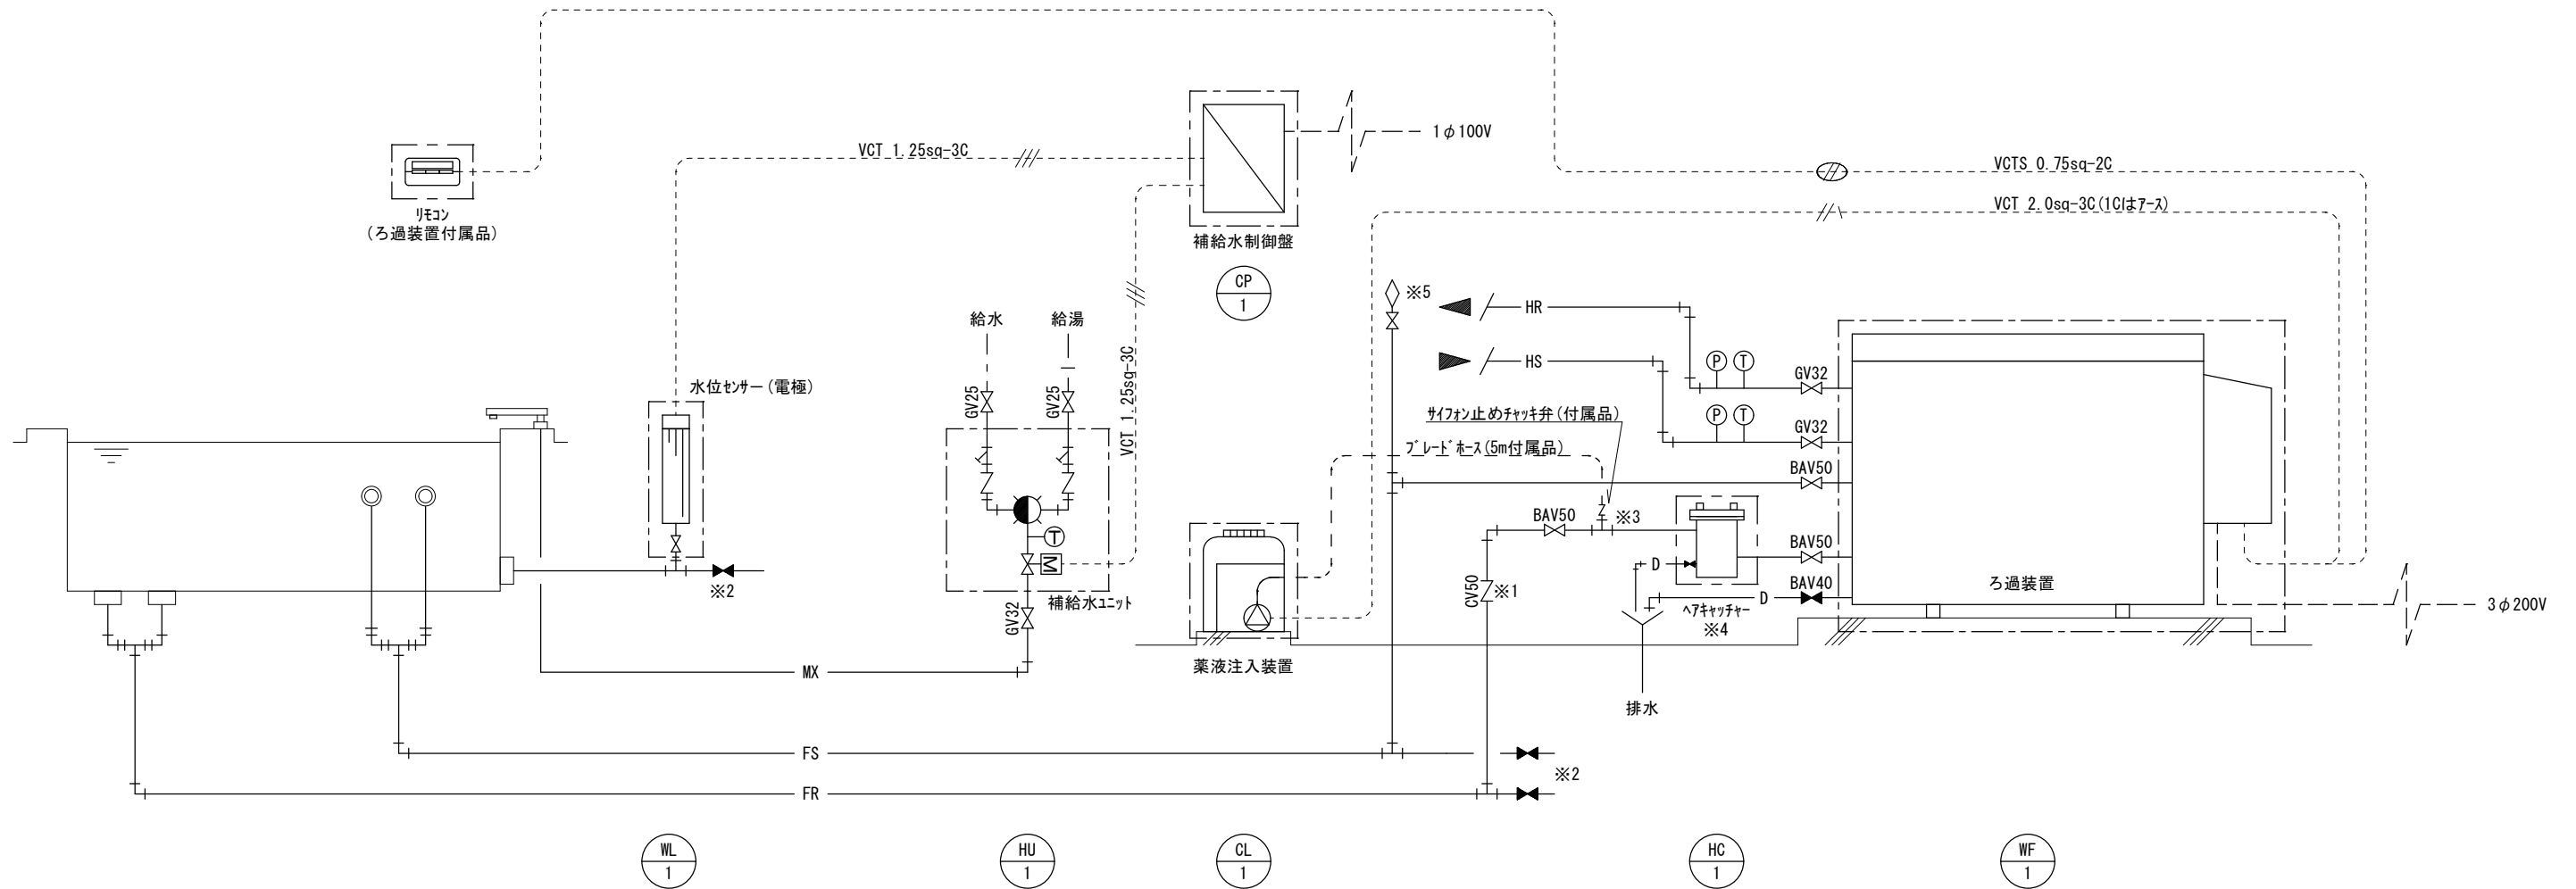 VCT 1.25sq-3C
1φ100V
VCTS 0.75sq-2C
VCT 2.0sq-3C(1Cはアース)
リモコン
(ろ過装置付属品)
補給水制御盤
CP
1
※5
HR
HS
給水
給湯
VCT 1.25sq-3C
P
T
GV32
水位センサー(電極)
GV25
GV25
サイフォン止めチャッキ弁(付属品)
P
T
GV32
ブレードホース(5m付属品)
BAV50
BAV50
※3
T
M
BAV50
D
※2
CV50
※1
BAV40
ろ過装置
補給水ユニット
GV32
D
ヘアキャッチャー
※4
3φ200V
薬液注入装置
MX
排水
FS
※2
FR
WL
1
HU
1
CL
1
HC
1
WF
1